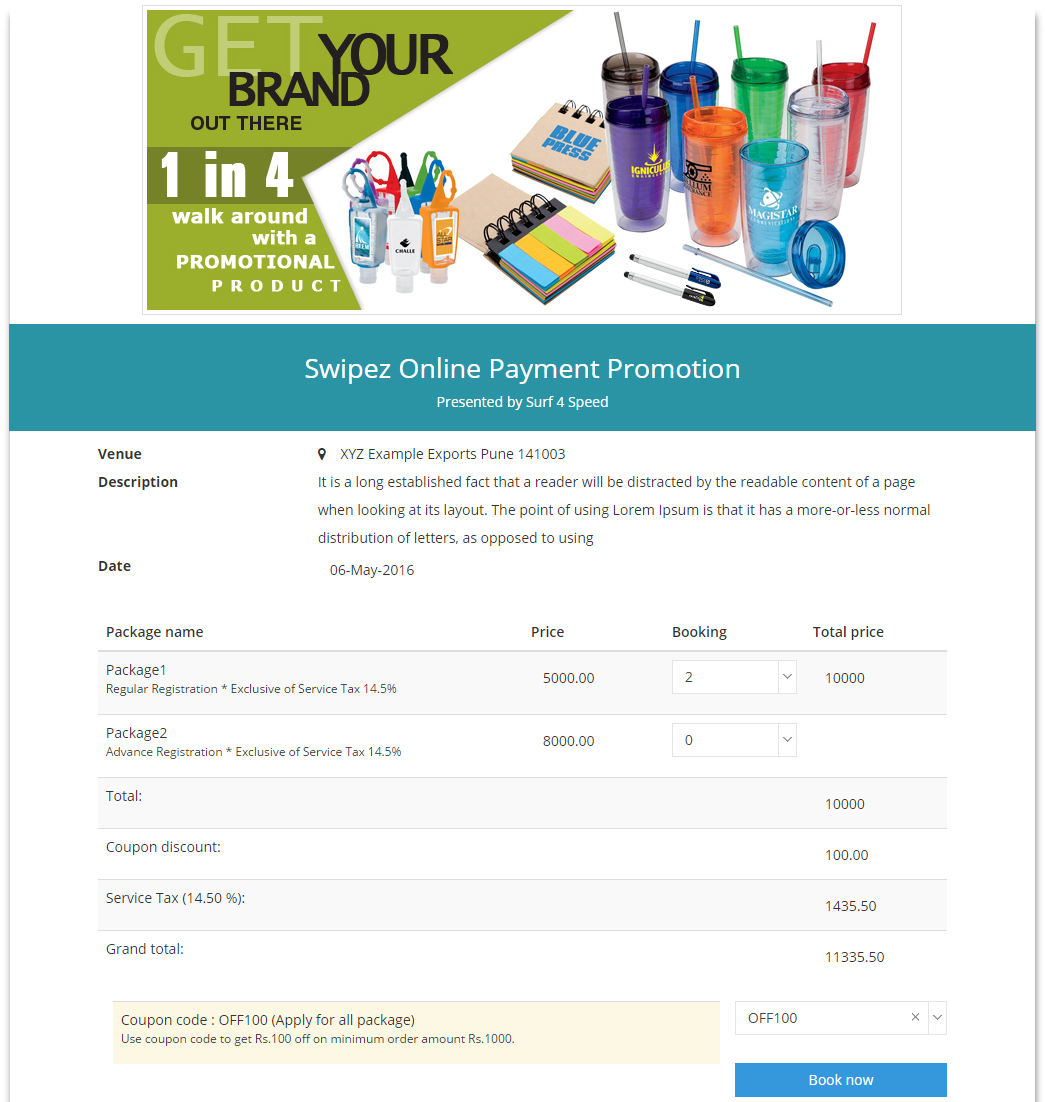 GET YOUR
BRAND
OUT THERE
1 in 4
walk around
with a
PROMOTIONAL
PRODUCT
BLUE
PRESS
IGNICULUS
MAGISTAR
CHALLE
Swipez Online Payment Promotion
Presented by Surf 4 Speed
Venue XYZ Example Exports Pune 141003
Description It is a long established fact that a reader will be distracted by the readable content of a page
when looking at its layout. The point of using Lorem Ipsum is that it has a more-or-less normal
distribution of letters, as opposed to using
Date 06-May-2016
Package name Price Booking Total price
Package1 5000.00 2 10000
Regular Registration * Exclusive of Service Tax 14.5%
Package2 8000.00 0
Advance Registration * Exclusive of Service Tax 14.5%
Total: 10000
Coupon discount: 100.00
Service Tax (14.50 %): 1435.50
Grand total: 11335.50
Coupon code : OFF100 (Apply for all package) OFF100 ×
Use coupon code to get Rs.100 off on minimum order amount Rs.1000.
Book now